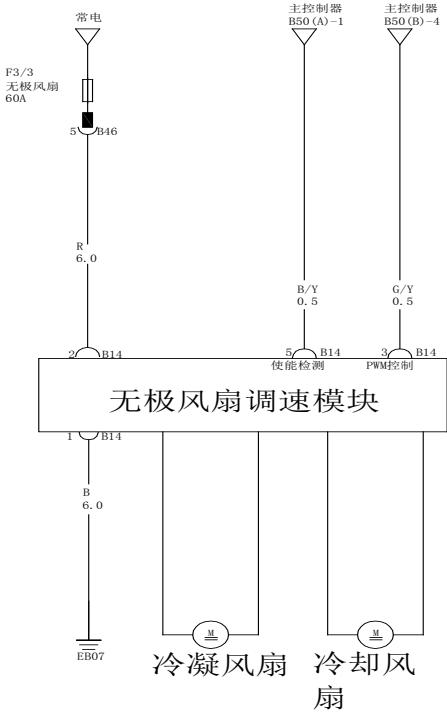 常电
主控制器
B50(A)-1
主控制器
B50(B)-4
F3/3
无极风扇
60A
5 B46
R
6.0
B/Y
0.5
G/Y
0.5
2 B14
5 B14
3 B14
使能检测
PWM控制
无极风扇调速模块
1 B14
B
6.0
M
M
EB07
冷凝风扇
冷却风
扇